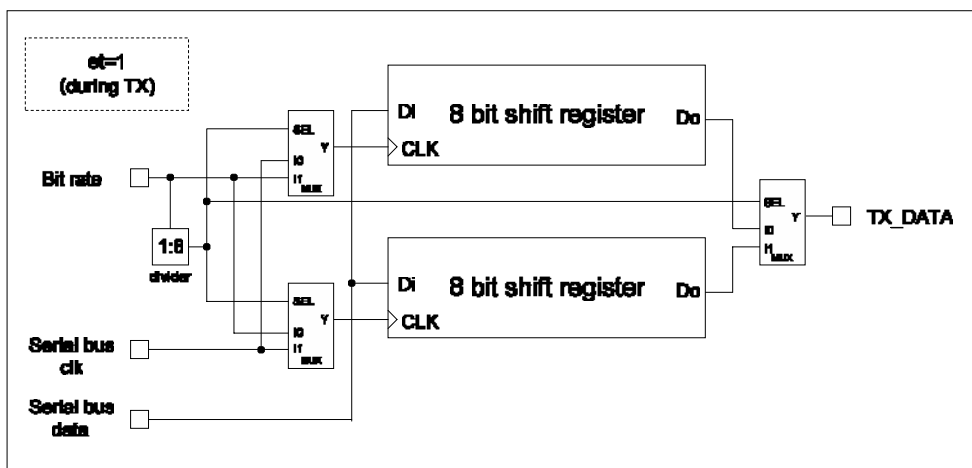 et=1
(during TX)
Di
8 bit shift register
Do
CLK
SEL
I0
I1
Y
MUX
Bit rate
1:8
divider
SEL
I0
I1
Y
MUX
TX_DATA
Di
8 bit shift register
Do
CLK
SEL
I0
I1
Y
MUX
Serial bus
clk
Serial bus
data